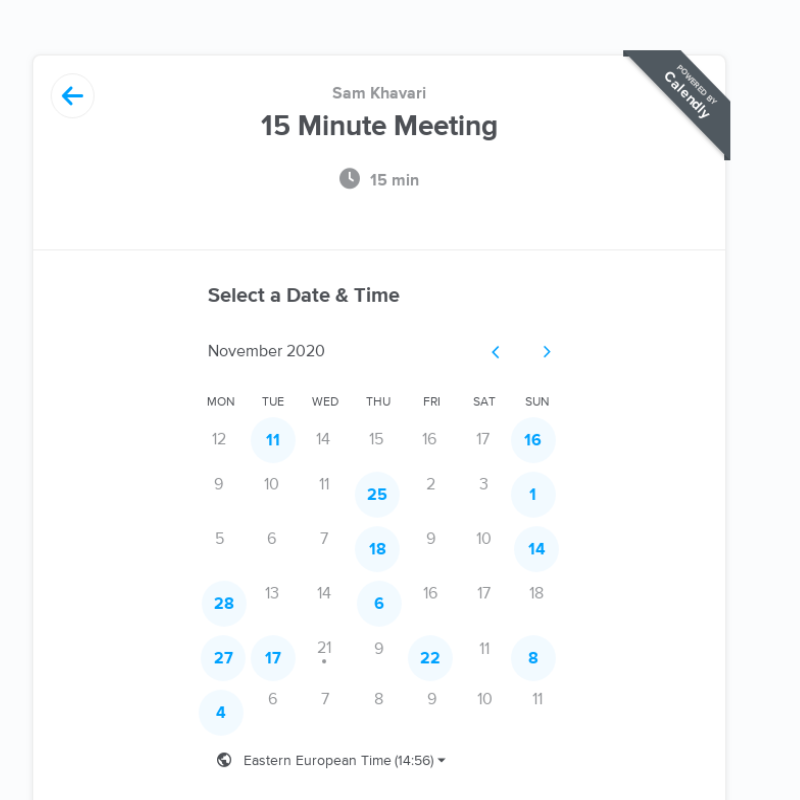 Sam Khavari
15 Minute Meeting
15 min
POWERED BY
Calendly
Select a Date & Time
November 2020
MON TUE WED THU FRI SAT SUN
12 11 14 15 16 17 16
9 10 11 25 2 3 1
5 6 7 18 9 10 14
28 13 14 6 16 17 18
27 17 21 9 22 11 8
4 6 7 8 9 10 11
Eastern European Time (14:56)